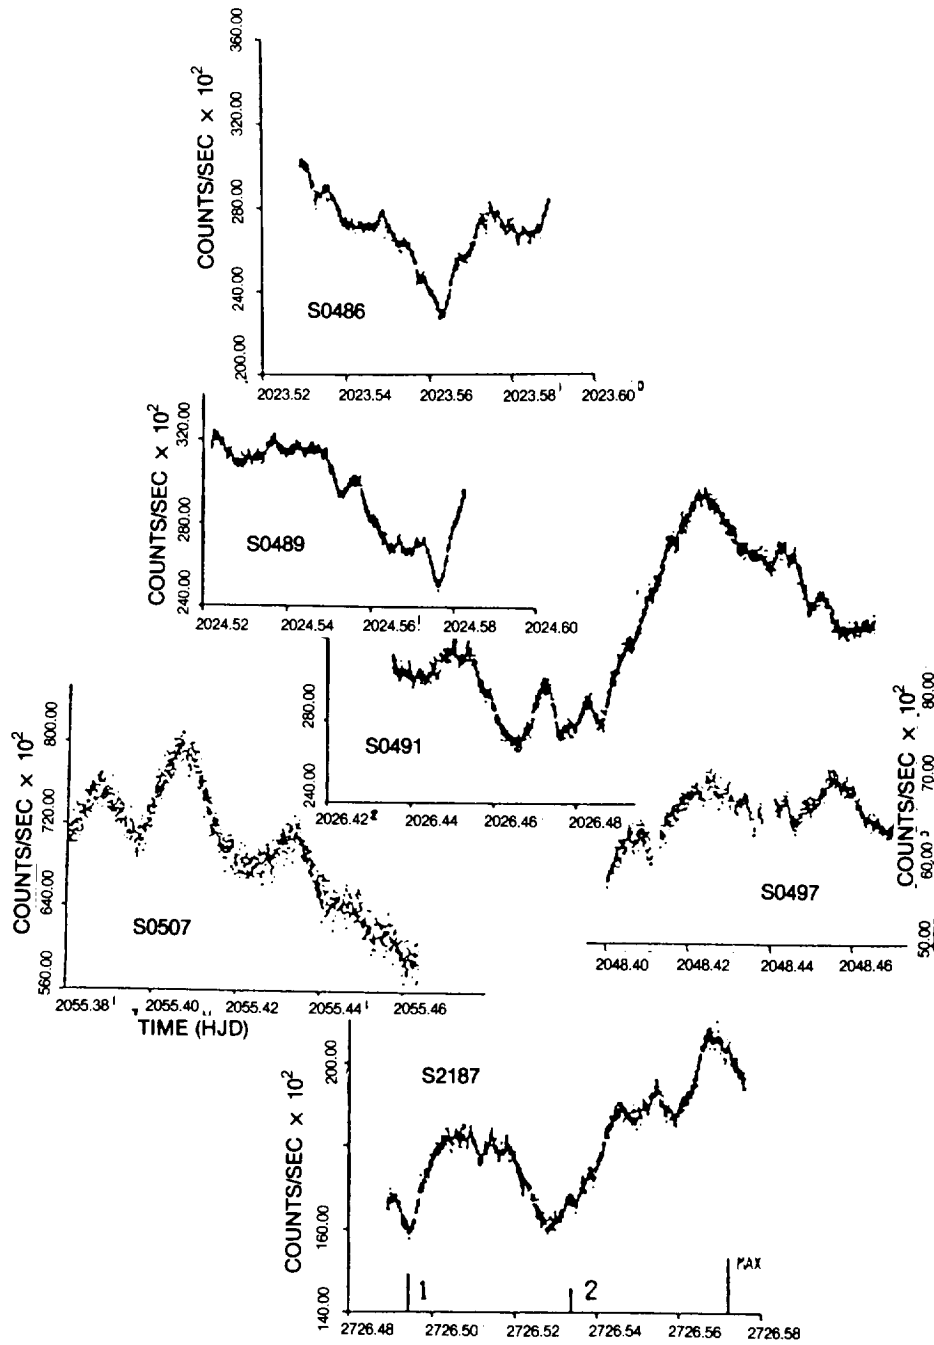 COUNTS/SEC × 10²
360.00
320.00
280.00
240.00
200.00
S0486
2023.52 2023.54 2023.56 2023.58 2023.60
COUNTS/SEC × 10²
320.00
280.00
240.00
S0489
2024.52 2024.54 2024.56 2024.58 2024.60
280.00
240.00
S0491
2026.42 2026.44 2026.46 2026.48
COUNTS/SEC × 10²
800.00
720.00
640.00
560.00
S0507
2055.38 2055.40 2055.42 2055.44 2055.46
TIME (HJD)
COUNTS/SEC × 10²
80.00
70.00
60.00
50.00
S0497
2048.40 2048.42 2048.44 2048.46
COUNTS/SEC × 10²
200.00
160.00
140.00
S2187
1
2
MAX
2726.48 2726.50 2726.52 2726.54 2726.56 2726.58